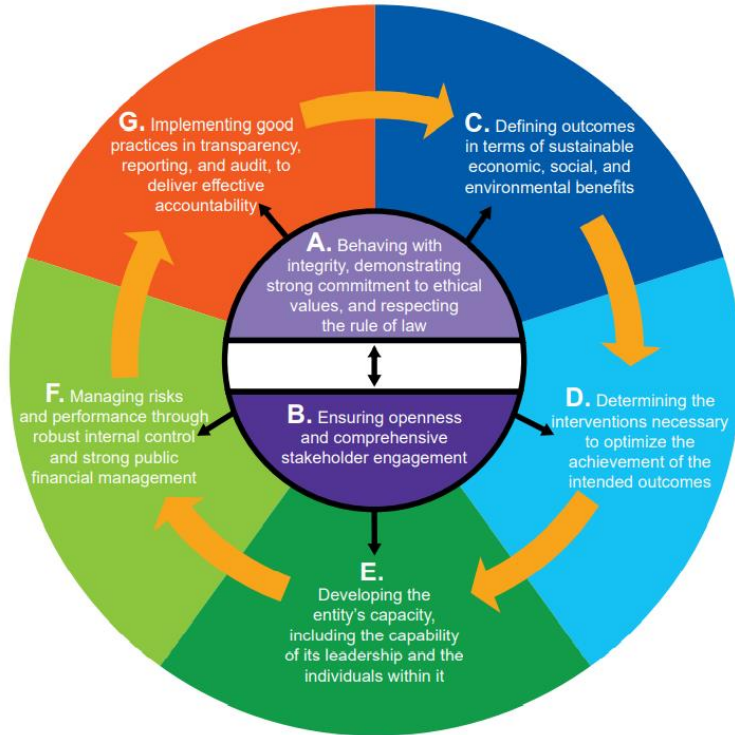 A. Behaving with
integrity, demonstrating
strong commitment to ethical
values, and respecting
the rule of law
B. Ensuring openness
and comprehensive
stakeholder engagement
C. Defining outcomes
in terms of sustainable
economic, social, and
environmental benefits
D. Determining the
interventions necessary
to optimize the
achievement of the
intended outcomes
E.
Developing the
entity's capacity,
including the capability
of its leadership and the
individuals within it
F. Managing risks
and performance through
robust internal control
and strong public
financial management
G. Implementing good
practices in transparency,
reporting, and audit, to
deliver effective
accountability